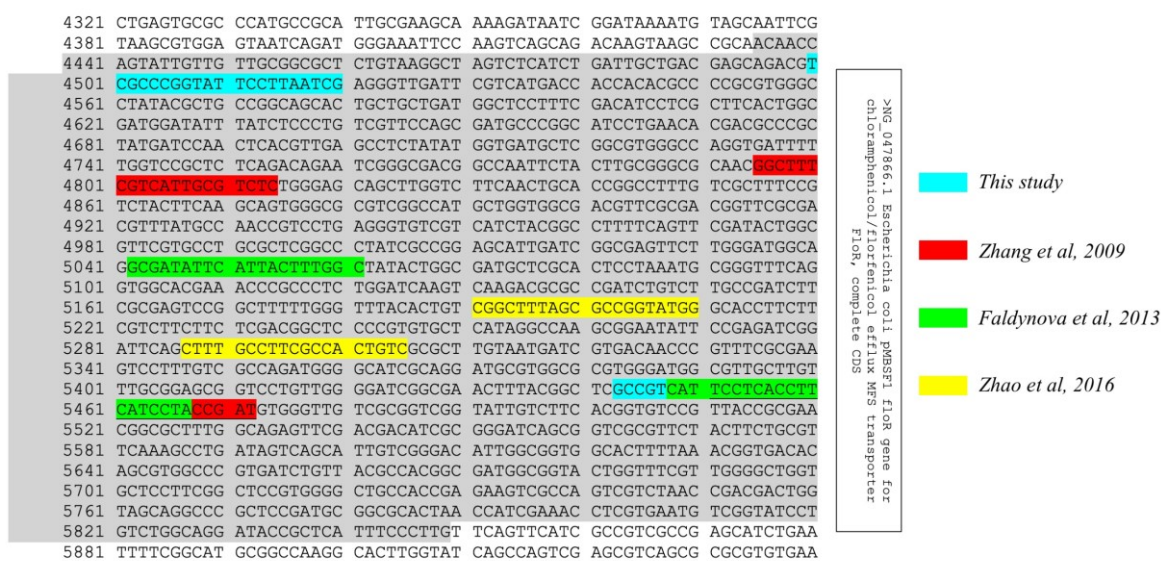 4321 CTGAGTGCGC CCATGCCGCA TTGCGAAGCA AAAGATAATC GGATAAAATG TAGCAATTCG
4381 TAAGCGTGGA GTAATCAGAT GGGAAATTCC AAGTCAGCAG ACAAGTAAGC CGCAACAACC
4441 AGTATTGTTG TTGCGGCGCT CTGTAAGGCT AGTCTCATCT GATTGCTGAC GAGCAGACGT
4501 CGCCCGGTAT TCCTTAATCG AGGGTTGATT CGTCATGACC ACCACACGCC CCGCGTGGGC
4561 CTATACGCTG CCGGCAGCAC TGCTGCTGAT GGCTCCTTTC GACATCCTCG CTTCACTGGC
4621 GATGGATATT TATCTCCCTG TCGTTCCAGC GATGCCCGGC ATCCTGAACA CGACGCCCGC
4681 TATGATCCAA CTCACGTTGA GCCTCTATAT GGTGATGCTC GGCGTGGGCC AGGTGATTTT
4741 TGGTCCGCTC TCAGACAGAA TCGGGCGACG GCCAATTCTA CTTGCGGGCG CAACGGCTTT
4801 CGTCATTGCG TCTCTGGGAG CAGCTTGGTC TTCAACTGCA CCGGCCTTTG TCGCTTTCCG
4861 TCTACTTCAA GCAGTGGGCG CGTCGGCCAT GCTGGTGGCG ACGTTCGCGA CGGTTCGCGA
4921 CGTTTATGCC AACCGTCCTG AGGGTGTCGT CATCTACGGC CTTTTCAGTT CGATACTGGC
4981 GTTCGTGCCT GCGCTCGGCC CTATCGCCGG AGCATTGATC GGCGAGTTCT TGGGATGGCA
5041 GGCGATATTC ATTACTTTGG CTATACTGGC GATGCTCGCA CTCCTAAATG CGGGTTTCAG
5101 GTGGCACGAA ACCCGCCCTC TGGATCAAGT CAAGACGCGC CGATCTGTCT TGCCGATCTT
5161 CGCGAGTCCG GCTTTTTGGG TTTACACTGT CGGCTTTAGC GCCGGTATGG GCACCTTCTT
5221 CGTCTTCTTC TCGACGGCTC CCCGTGTGCT CATAGGCCAA GCGGAATATT CCGAGATCGG
5281 ATTCAGCTTT GCCTTCGCCA CTGTCGCGCT TGTAATGATC GTGACAACCC GTTTCGCGAA
5341 GTCCTTTGTC GCCAGATGGG GCATCGCAGG ATGCGTGGCG CGTGGGATGG CGTTGCTTGT
5401 TTGCGGAGCG GTCCTGTTGG GGATCGGCGA ACTTTACGGC TCGCCGTCAT TCCTCACCTT
5461 CATCCTACCG ATGTGGGTTG TCGCGGTCGG TATTGTCTTC ACGGTGTCCG TTACCGCGAA
5521 CGGCGCTTTG GCAGAGTTCG ACGACATCGC GGGATCAGCG GTCGCGTTCT ACTTCTGCGT
5581 TCAAAGCCTG ATAGTCAGCA TTGTCGGGAC ATTGGCGGTG GCACTTTTAA ACGGTGACAC
5641 AGCGTGGCCC GTGATCTGTT ACGCCACGGC GATGGCGGTA CTGGTTTCGT TGGGGCTGGT
5701 GCTCCTTCGG CTCCGTGGGG CTGCCACCGA GAAGTCGCCA GTCGTCTAAC CGACGACTGG
5761 TAGCAGGCCC GCTCCGATGC GGCGCACTAA CCATCGAAAC CTCGTGAATG TCGGTATCCT
5821 GTCTGGCAGG ATACCGCTCA TTTCCCTTGT TCAGTTCATC GCCGTCGCCG AGCATCTGAA
5881 TTTTCGGCAT GCGGCCAAGG CACTTGGTAT CAGCCAGTCG AGCGTCAGCG CGCGTGTGAA
>NG_047866.1 Escherichia coli pMBSF1 floR gene for
chloramphenicol/florfenicol efflux MFS transporter
FloR, complete CDS
This study
Zhang et al, 2009
Faldynova et al, 2013
Zhao et al, 2016